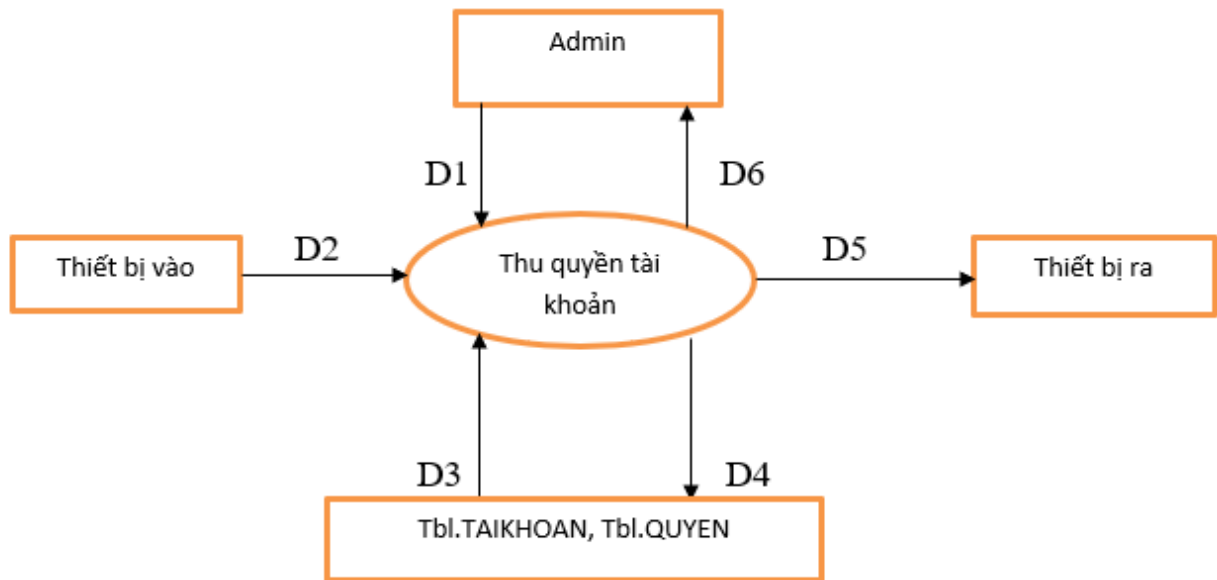 Admin
D1
D6
Thiết bị vào
D2
Thu quyền tài
khoản
D5
Thiết bị ra
D3
D4
Tbl.TAIKHOAN, Tbl.QUYEN